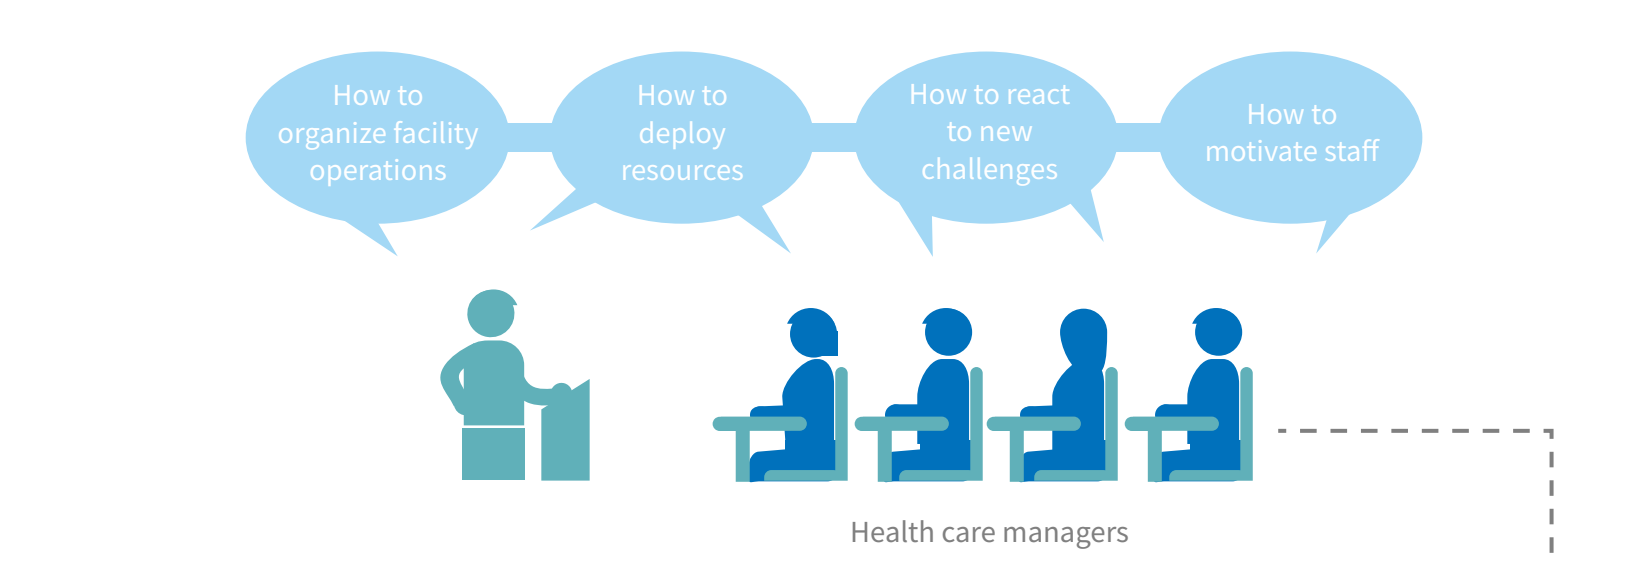 How to
organize facility
operations
How to
deploy
resources
How to react
to new
challenges
How to
motivate staff
Health care managers